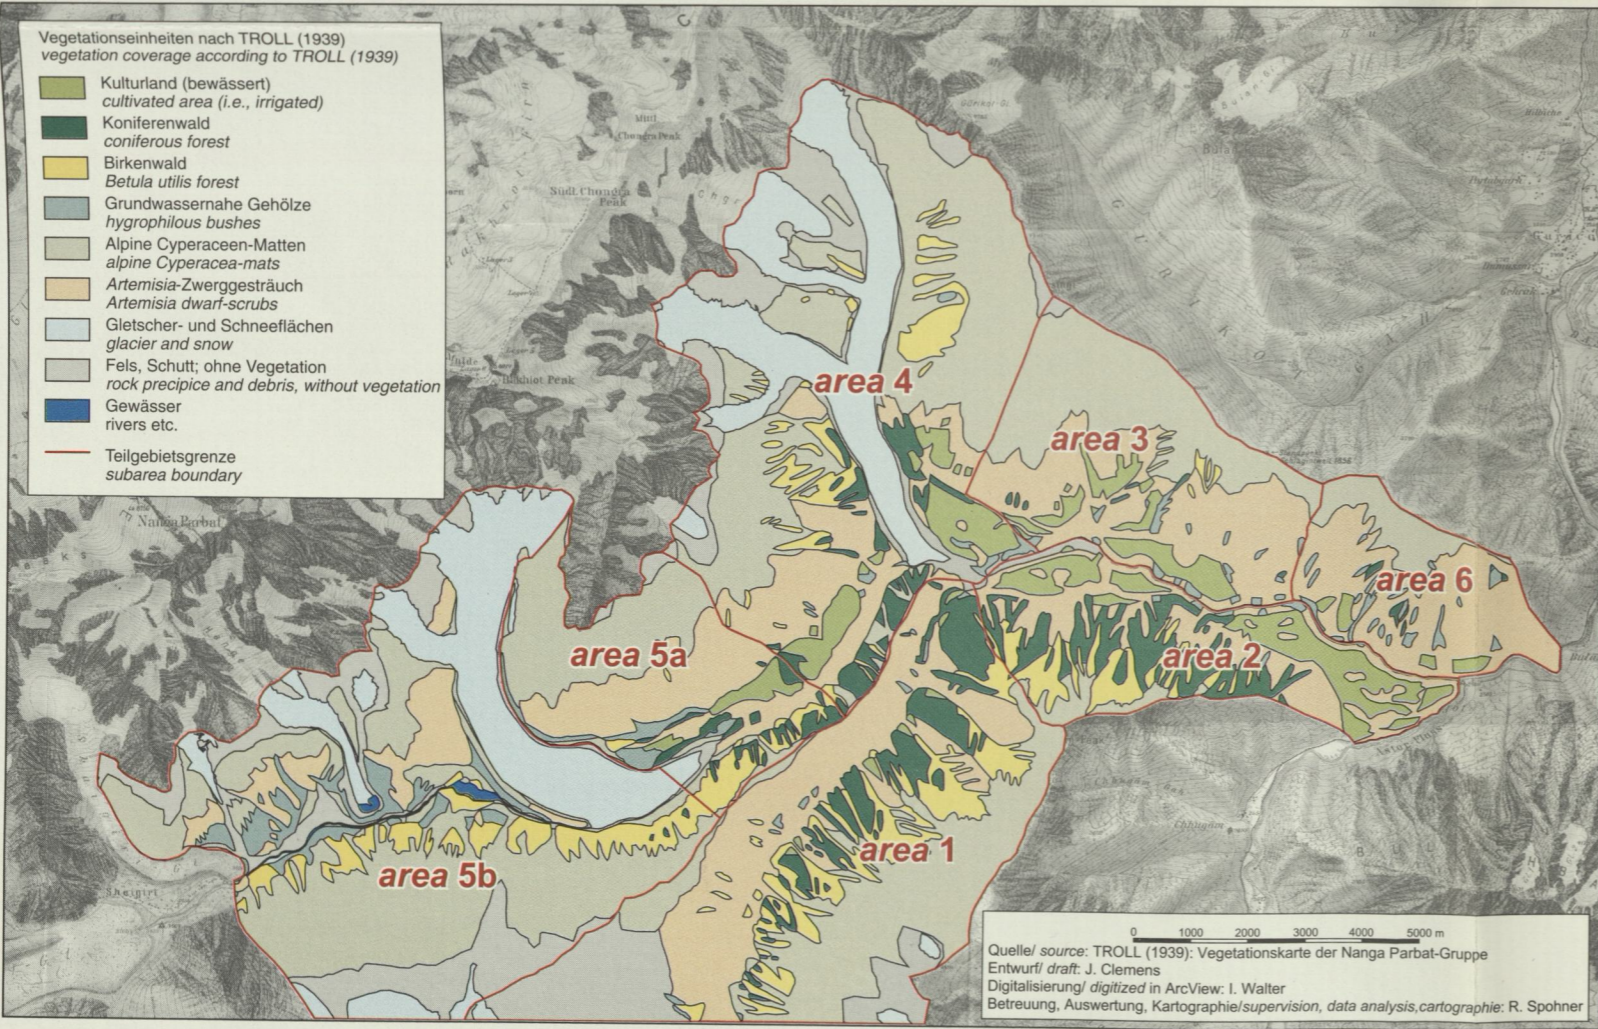 Vegetationseinheiten nach TROLL (1939)
vegetation coverage according to TROLL (1939)
Kulturland (bewässert)
cultivated area (i.e., irrigated)
Koniferenwald
coniferous forest
Birkenwald
Betula utilis forest
Grundwassernahe Gehölze
hygrophilous bushes
Alpine Cyperaceen-Matten
alpine Cyperacea-mats
Artemisia-Zwerggesträuch
Artemisia dwarf-scrubs
Gletscher- und Schneeflächen
glacier and snow
Fels, Schutt; ohne Vegetation
rock precipice and debris, without vegetation
Gewässer
rivers etc.
Teilgebietsgrenze
subarea boundary
Südl. Chongra
Peak
Chongra Peak
Peak
Nanga Parbat
area 4
area 3
area 6
area 5a
area 2
area 1
area 5b
0 1000 2000 3000 4000 5000 m
Quelle/ source: TROLL (1939): Vegetationskarte der Nanga Parbat-Gruppe
Entwurf/ draft: J. Clemens
Digitalisierung/ digitized in ArcView: I. Walter
Betreuung, Auswertung, Kartographie/supervision, data analysis,cartographie: R. Spohner